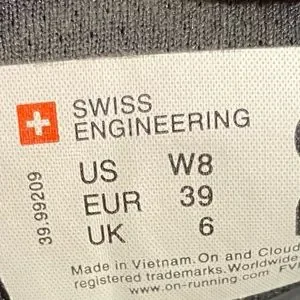 SWISS
ENGINEERING
US W8
EUR 39
UK 6
39.99209
Made in Vietnam. On and Cloud
registered trademarks. Worldwide
www.on-running.com